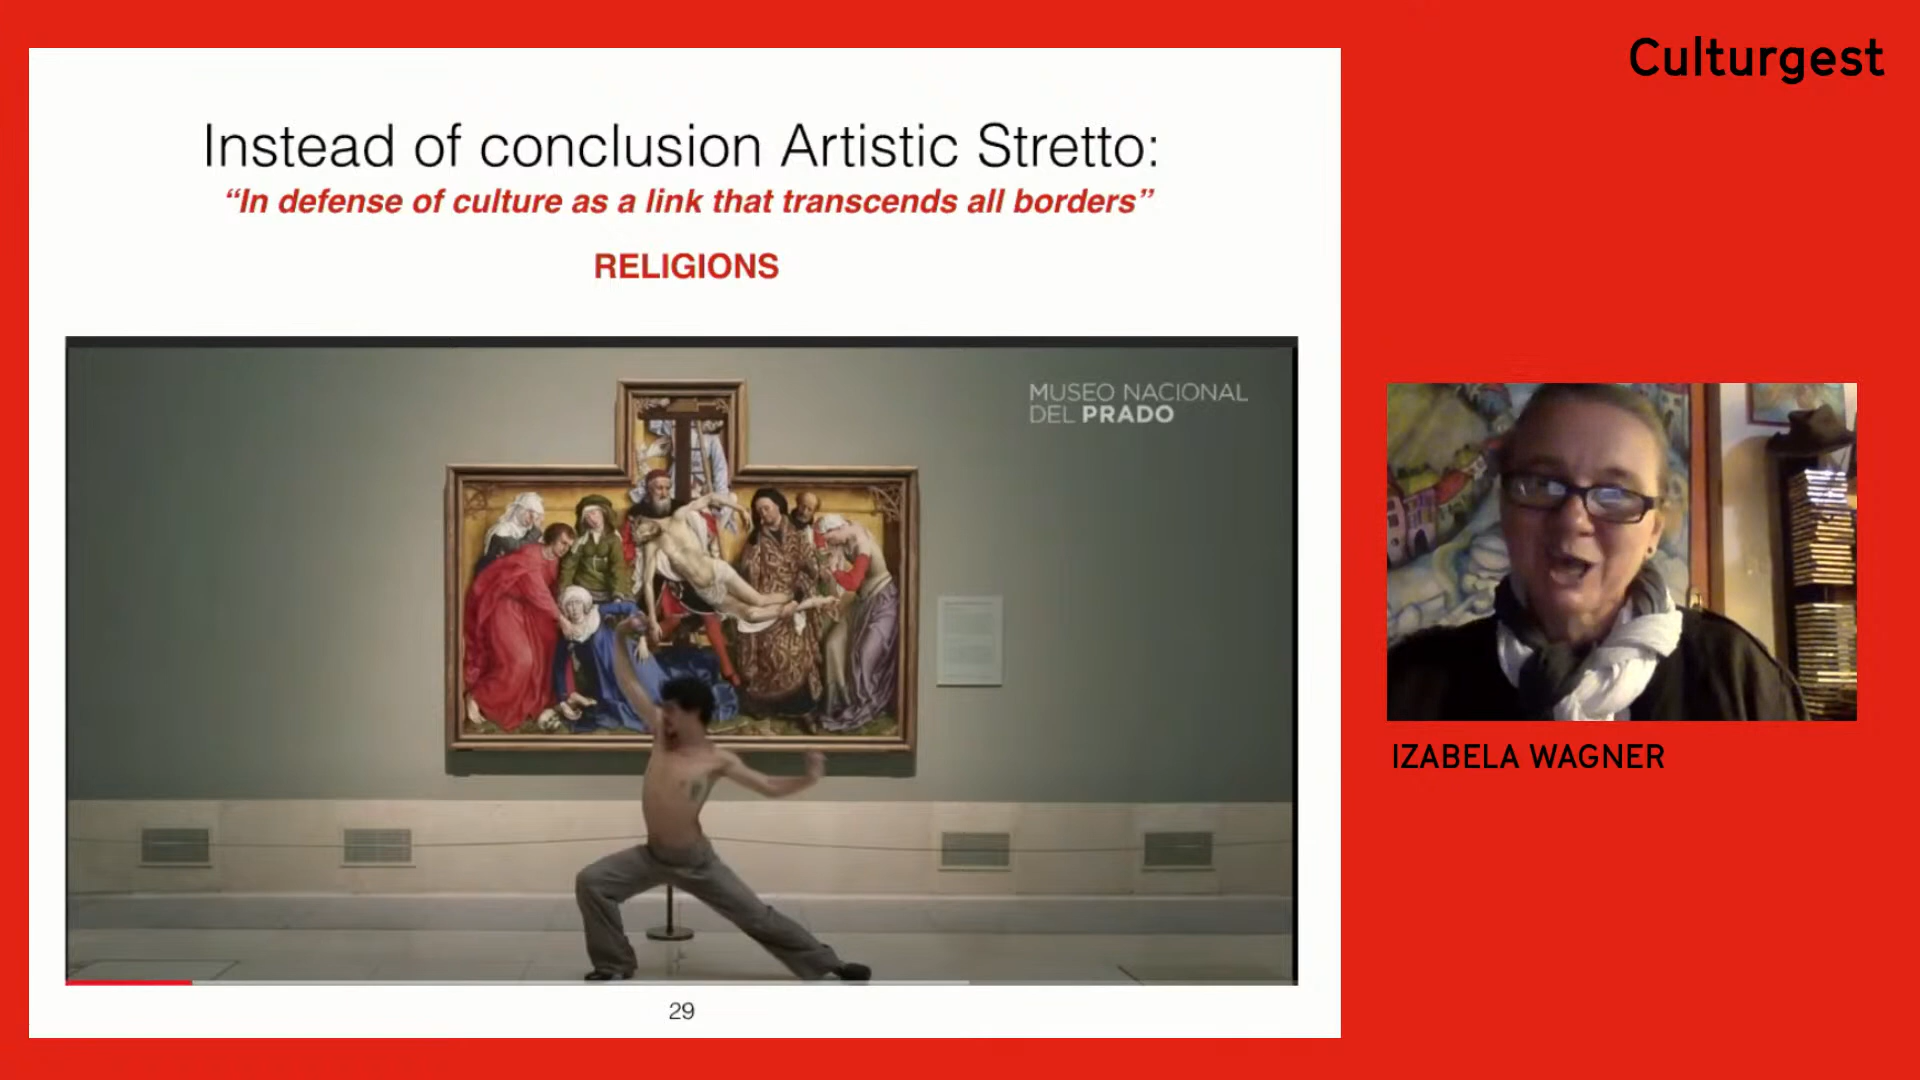 Culturgest
Instead of conclusion Artistic Stretto:
“In defense of culture as a link that transcends all borders”
RELIGIONS
MUSEO NACIONAL
DEL PRADO
IZABELA WAGNER
29